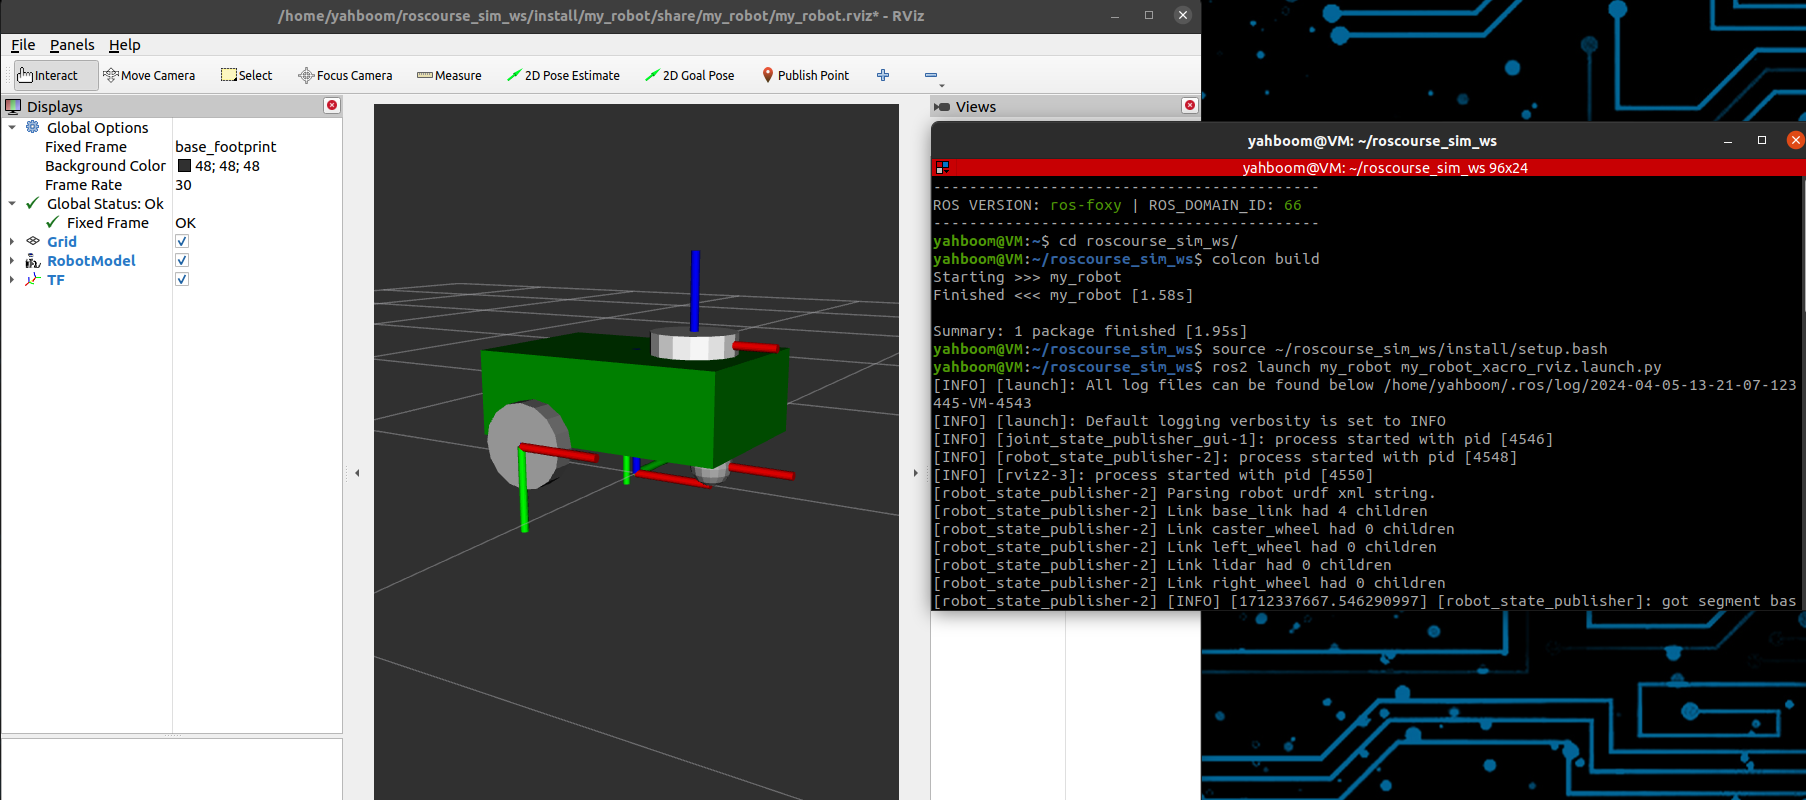 /home/yahboom/roscourse_sim_ws/install/my_robot/share/my_robot/my_robot.rviz* - RViz
File Panels Help
Interact Move Camera Select Focus Camera Measure 2D Pose Estimate 2D Goal Pose Publish Point
Displays
Global Options
Fixed Frame base_footprint
Background Color 48; 48; 48
Frame Rate 30
Global Status: Ok
Fixed Frame OK
Grid
RobotModel
TF
Views
yahboom@VM: ~/roscourse_sim_ws
yahboom@VM: ~/roscourse_sim_ws 96x24
-------------------------------------------
ROS VERSION: ros-foxy | ROS_DOMAIN_ID: 66
-------------------------------------------
yahboom@VM:~$ cd roscourse_sim_ws/
yahboom@VM:~/roscourse_sim_ws$ colcon build
Starting >>> my_robot
Finished <<< my_robot [1.58s]
Summary: 1 package finished [1.95s]
yahboom@VM:~/roscourse_sim_ws$ source ~/roscourse_sim_ws/install/setup.bash
yahboom@VM:~/roscourse_sim_ws$ ros2 launch my_robot my_robot_xacro_rviz.launch.py
[INFO] [launch]: All log files can be found below /home/yahboom/.ros/log/2024-04-05-13-21-07-123
445-VM-4543
[INFO] [launch]: Default logging verbosity is set to INFO
[INFO] [joint_state_publisher_gui-1]: process started with pid [4546]
[INFO] [robot_state_publisher-2]: process started with pid [4548]
[INFO] [rviz2-3]: process started with pid [4550]
[robot_state_publisher-2] Parsing robot urdf xml string.
[robot_state_publisher-2] Link base_link had 4 children
[robot_state_publisher-2] Link caster_wheel had 0 children
[robot_state_publisher-2] Link left_wheel had 0 children
[robot_state_publisher-2] Link lidar had 0 children
[robot_state_publisher-2] Link right_wheel had 0 children
[robot_state_publisher-2] [INFO] [1712337667.546290997] [robot_state_publisher]: got segment bas